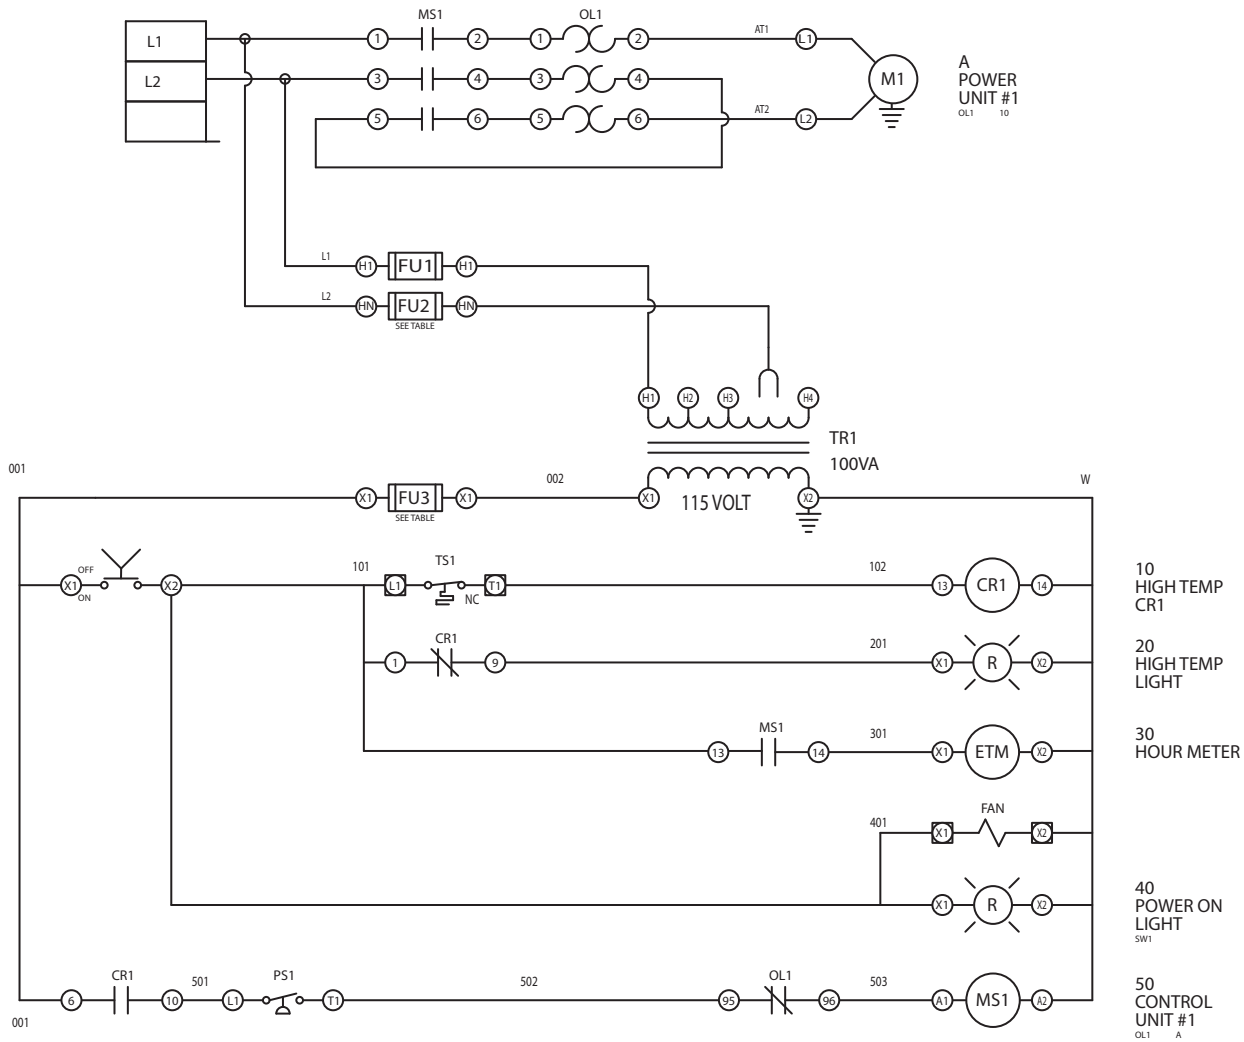 MS1 OL1
L1 1 2 1 2 AT1 L1
L2 3 4 3 4 M1
5 6 5 6 AT2 L2
A
POWER
UNIT #1
OL1 10
L1 H1 FU1 H1
L2 HN FU2 HN
SEE TABLE
H1 H2 H3 H4
TR1
100VA
001 002 W
X1 FU3 X1 X1 115 VOLT X2
SEE TABLE
OFF 101 TS1 102
X1 X2 L1 T1 13 CR1 14
ON NC
10
HIGH TEMP
CR1
CR1 201
1 9 X1 R X2
20
HIGH TEMP
LIGHT
MS1 301
13 14 X1 ETM X2
30
HOUR METER
FAN
401
X1 X2
X1 R X2
40
POWER ON
LIGHT
SW1
CR1 501 PS1 502 OL1 503
6 10 L1 T1 95 96 A1 MS1 A2
001
50
CONTROL
UNIT #1
OL1 A